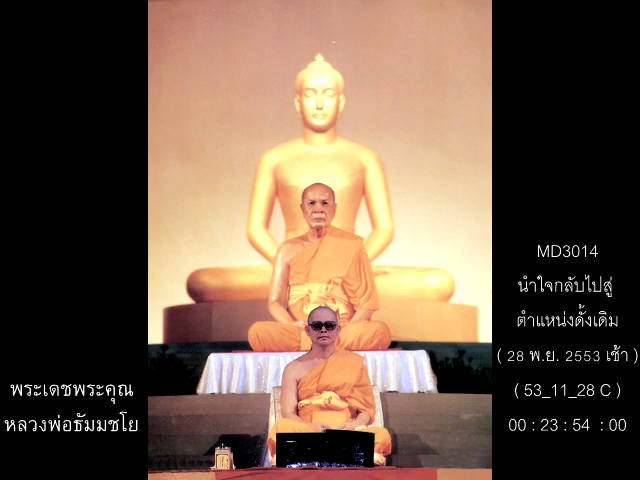 พระเดชพระคุณ
หลวงพ่อธัมมชโย
MD3014
นำใจกลับไปสู่
ตำแหน่งดั้งเดิม
( 28 พ.ย. 2553 เช้า )
( 53_11_28 C )
00 : 23 : 54 : 00